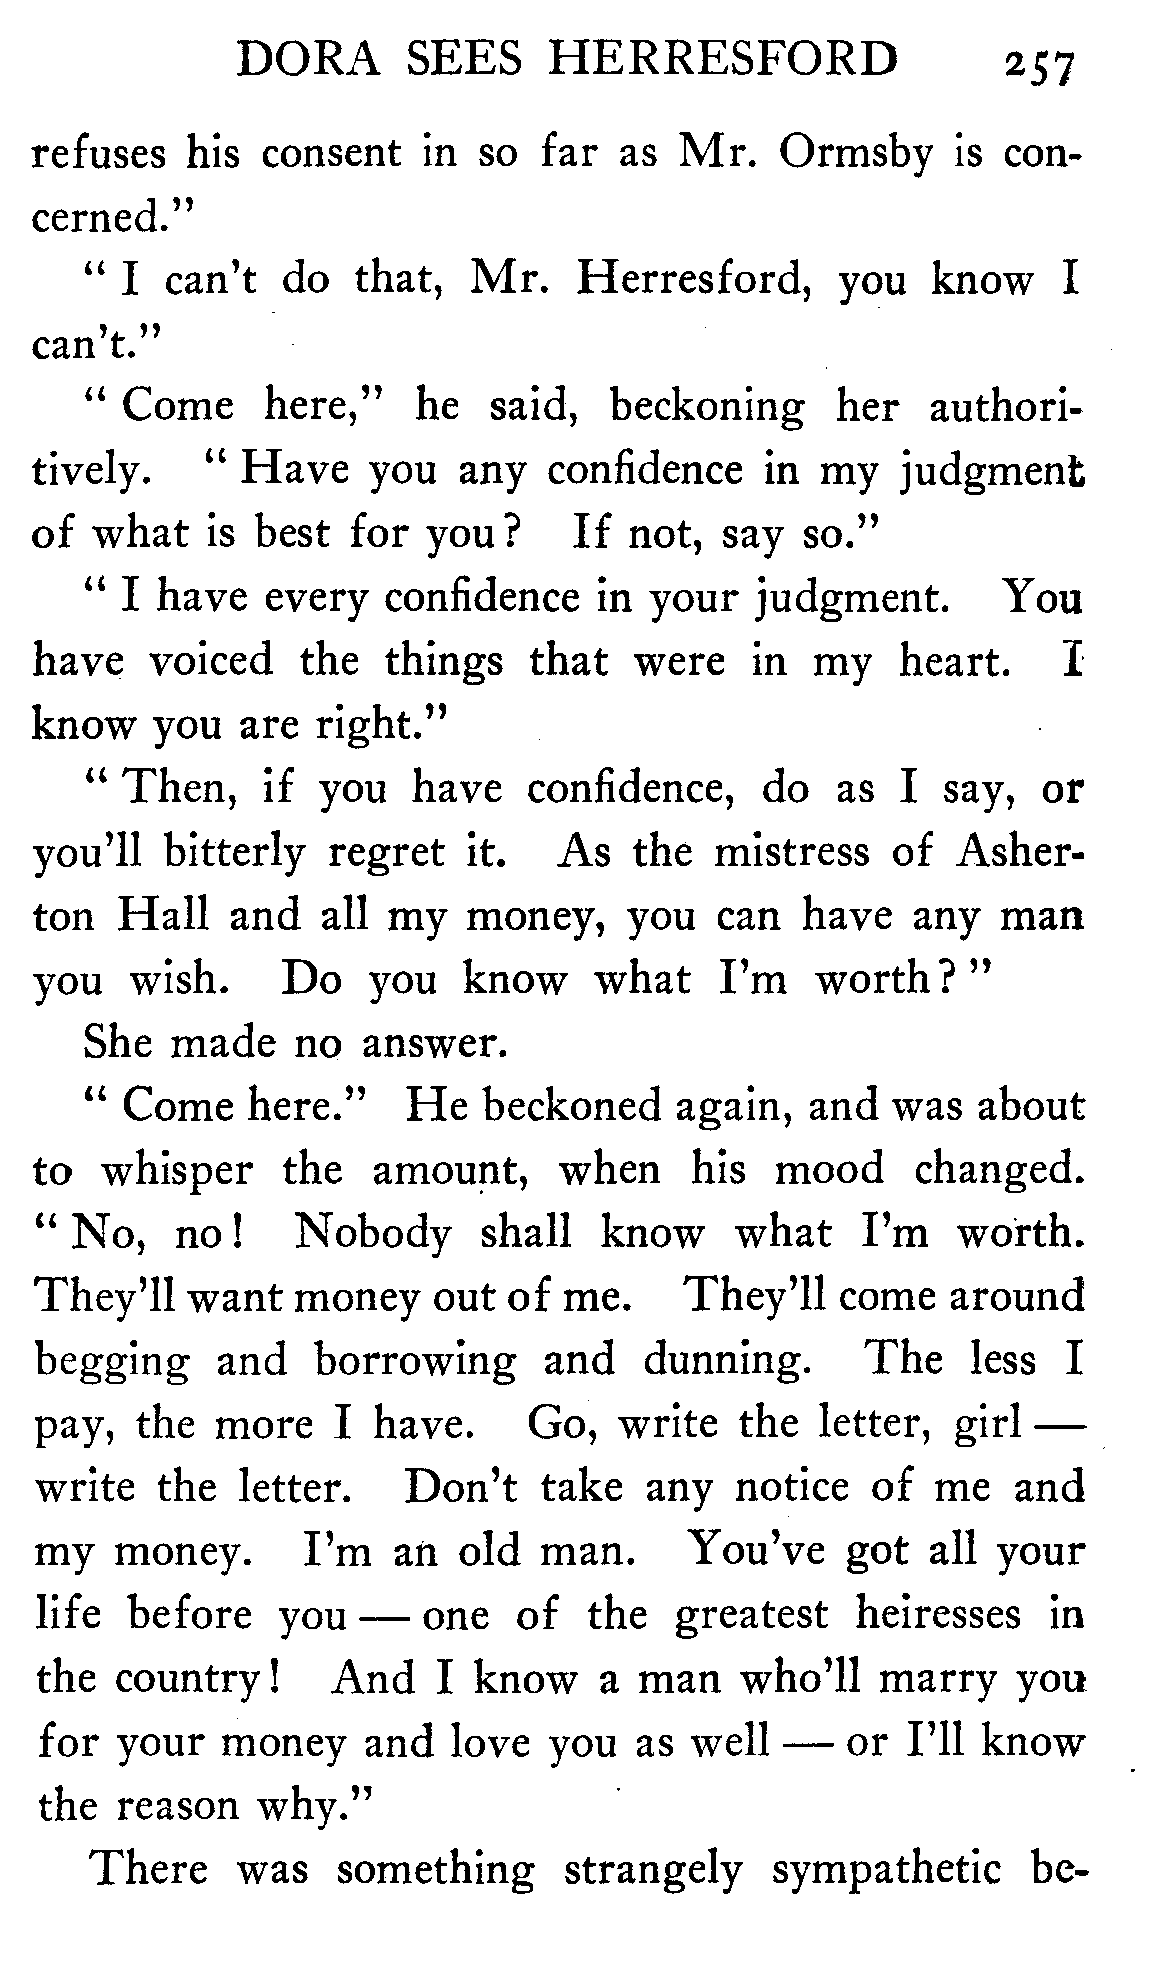 DORA SEES HERRESFORD 257
refuses his consent in so far as Mr. Ormsby is con-
cerned."
" I can't do that, Mr. Herresford, you know I
can't."
" Come here," he said, beckoning her authori-
tively. " Have you any confidence in my judgment
of what is best for you? If not, say so."
" I have every confidence in your judgment. You
have voiced the things that were in my heart. I
know you are right."
" Then, if you have confidence, do as I say, or
you'll bitterly regret it. As the mistress of Asher-
ton Hall and all my money, you can have any man
you wish. Do you know what I'm worth? "
She made no answer.
" Come here." He beckoned again, and was about
to whisper the amount, when his mood changed.
" No, no! Nobody shall know what I'm worth.
They'll want money out of me. They'll come around
begging and borrowing and dunning. The less I
pay, the more I have. Go, write the letter, girl —
write the letter. Don't take any notice of me and
my money. I'm an old man. You've got all your
life before you — one of the greatest heiresses in
the country! And I know a man who'll marry you
for your money and love you as well — or I'll know
the reason why."
There was something strangely sympathetic be-